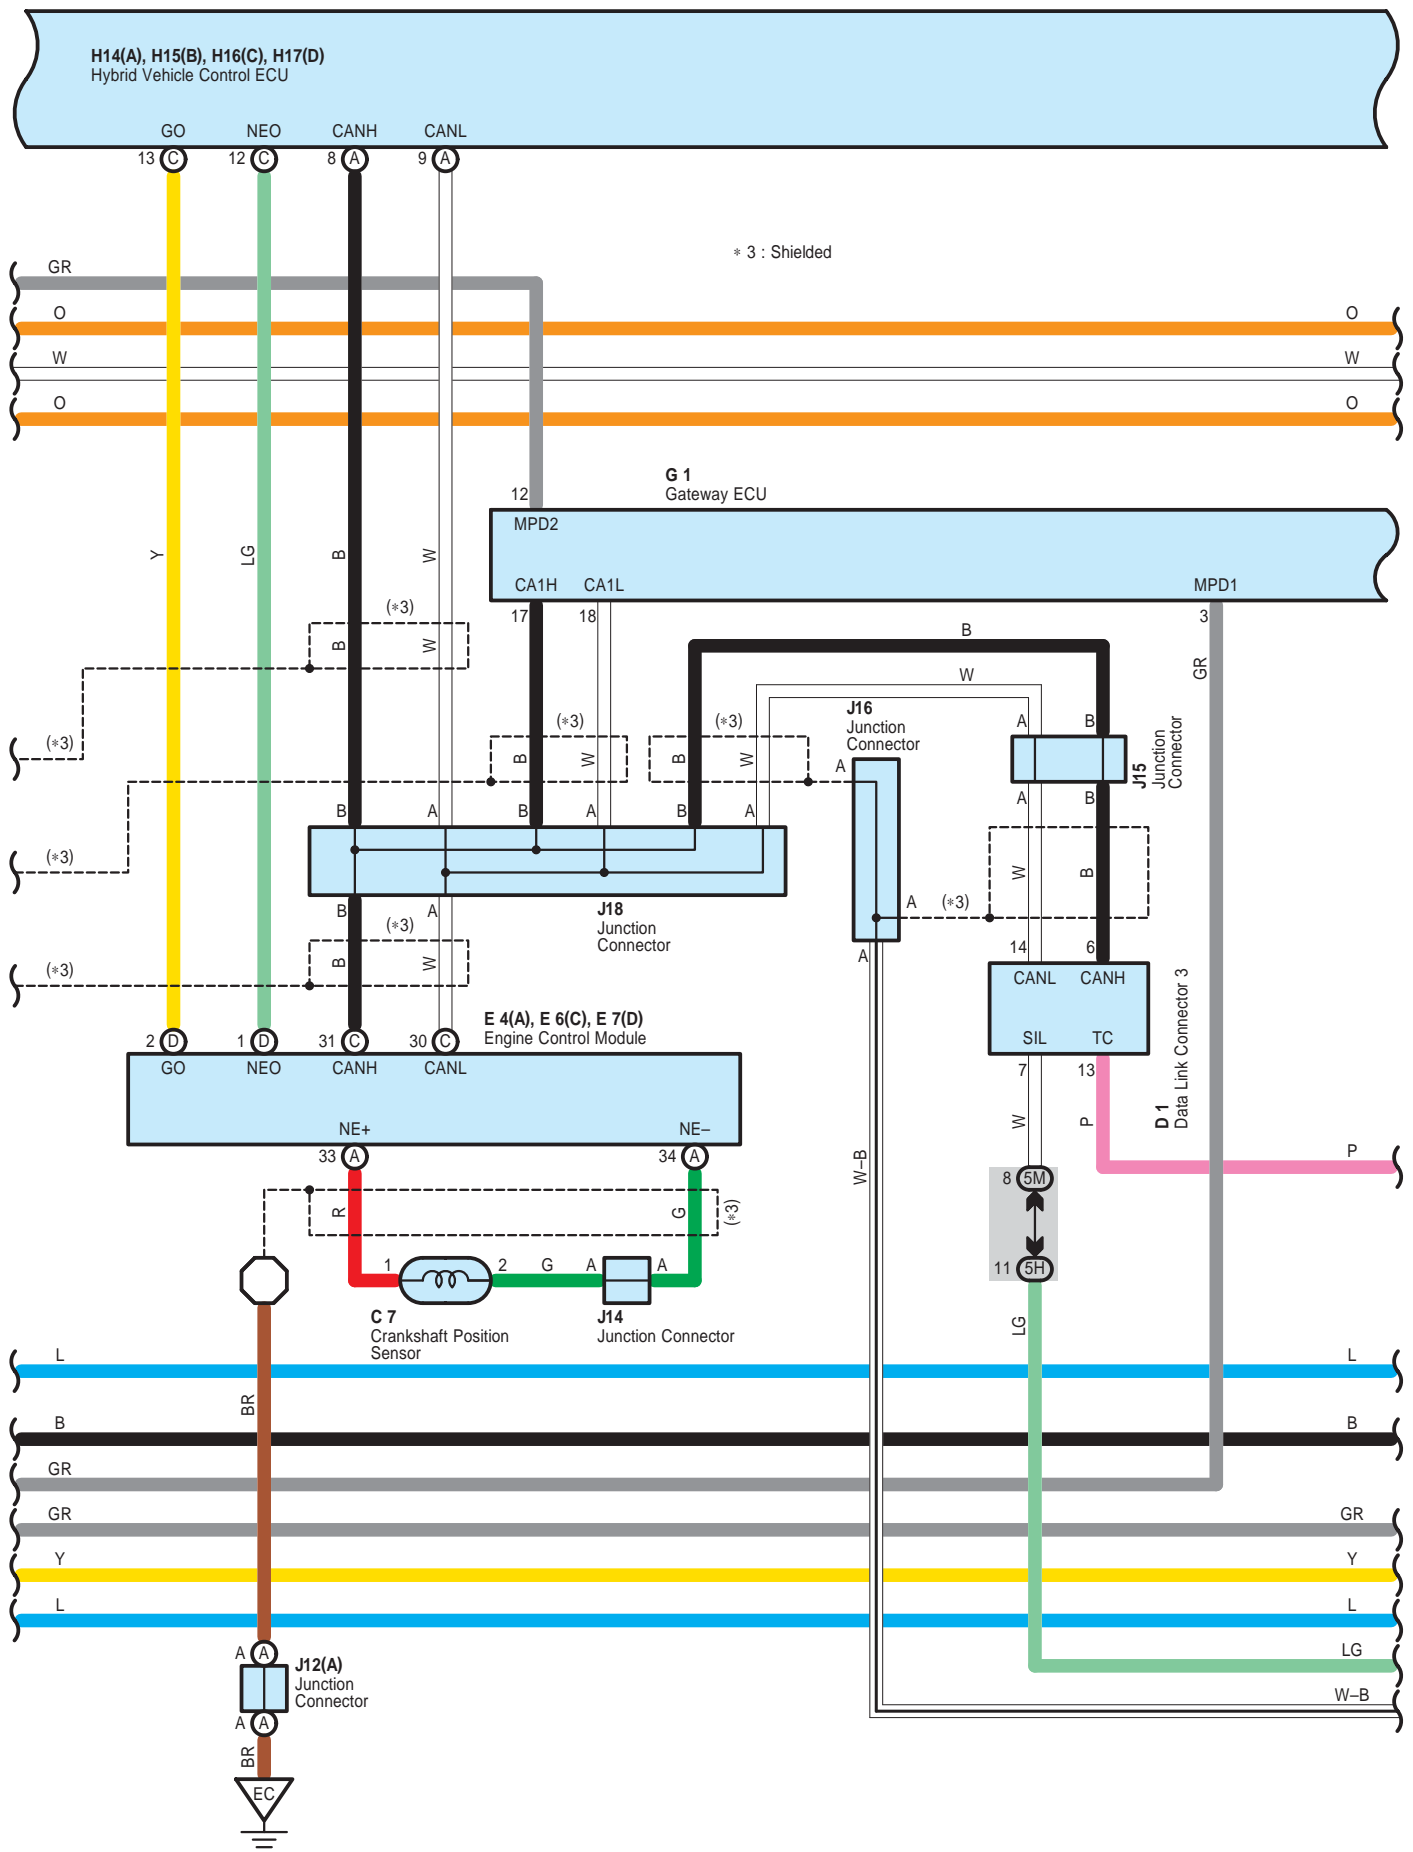 H14(A), H15(B), H16(C), H17(D)
Hybrid Vehicle Control ECU
GO NEO CANH CANL
13 C 12 C 8 A 9 A
* 3 : Shielded
GR
O O
W W
O O
G 1
Gateway ECU
12
MPD2
Y LG B W
CA1H CA1L MPD1
17 18 3
(*3)
B W
B
GR
W
(*3)
(*3)
(*3)
J16
Junction
Connector
A B
J15
Junction
Connector
B W B W
A
A B
B A B A B A
(*3)
W B
B A
J18
Junction
Connector
A (*3)
(*3)
B W
(*3)
A
14 6
CANL CANH
E 4(A), E 6(C), E 7(D)
Engine Control Module
2 D 1 D 31 C 30 C
GO NEO CANH CANL
SIL TC
7 13
D 1
Data Link Connector 3
W P
NE+ NE–
33 A 34 A
W–B
P
8 5M
R G (*3)
1 2 G A A
11 5H
C 7
Crankshaft Position
Sensor
J14
Junction Connector
LG
L L
BR
B B
GR
GR GR
Y Y
L L
A A
LG
J12(A)
Junction
Connector
W–B
A A
BR
EC